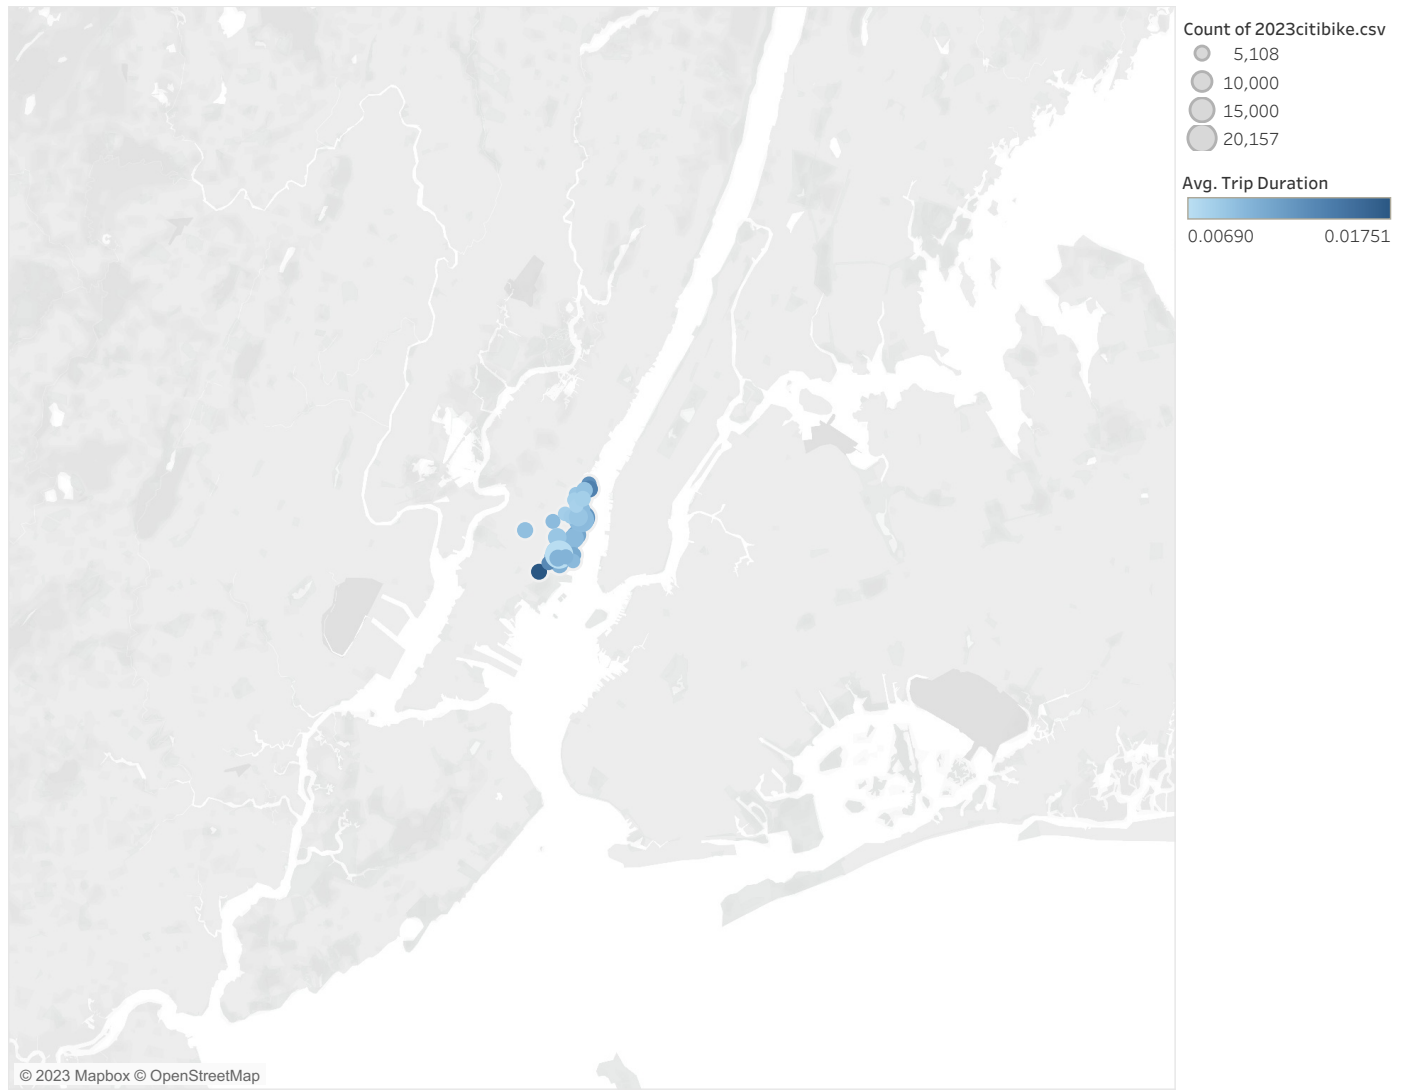 Count of 2023citibike.csv
5,108
10,000
15,000
20,157
Avg. Trip Duration
0.00690 0.01751
© 2023 Mapbox © OpenStreetMap